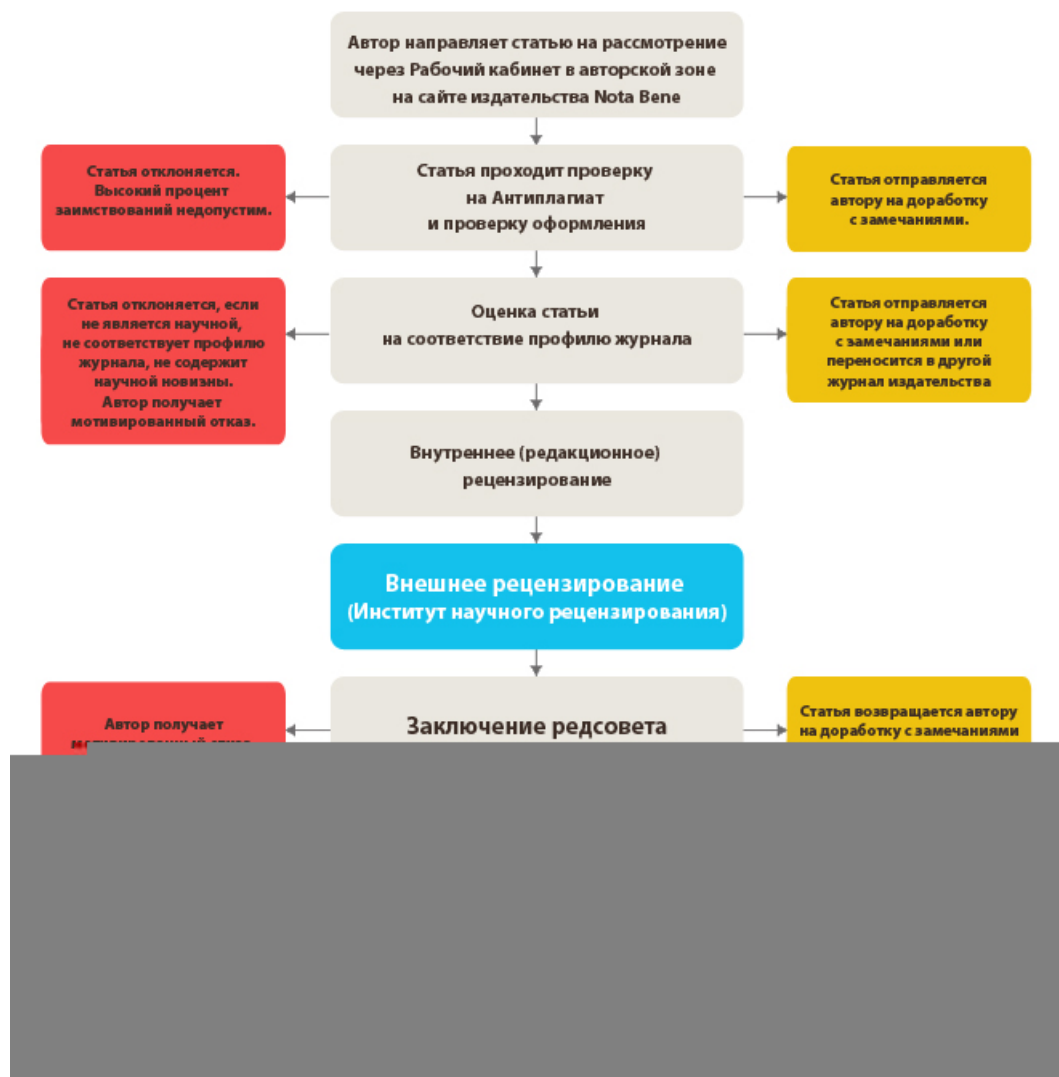 Автор направляет статью на рассмотрение
через Рабочий кабинет в авторской зоне
на сайте издательства Nota Bene
Статья отклоняется.
Высокий процент
заимствований недопустим.
Статья проходит проверку
на Антиплагиат
и проверку оформления
Статья отправляется
автору на доработку
с замечаниями.
Статья отклоняется, если
не является научной,
не соответствует профилю
журнала, не содержит
научной новизны.
Автор получает
мотивированный отказ.
Оценка статьи
на соответствие профилю журнала
Статья отправляется
автору на доработку
с замечаниями или
переносится в другой
журнал издательства
Внутреннее (редакционное)
рецензирование
Внешнее рецензирование
(Институт научного рецензирования)
Автор получает
Заключение редсовета
Статья возвращается автору
на доработку с замечаниями